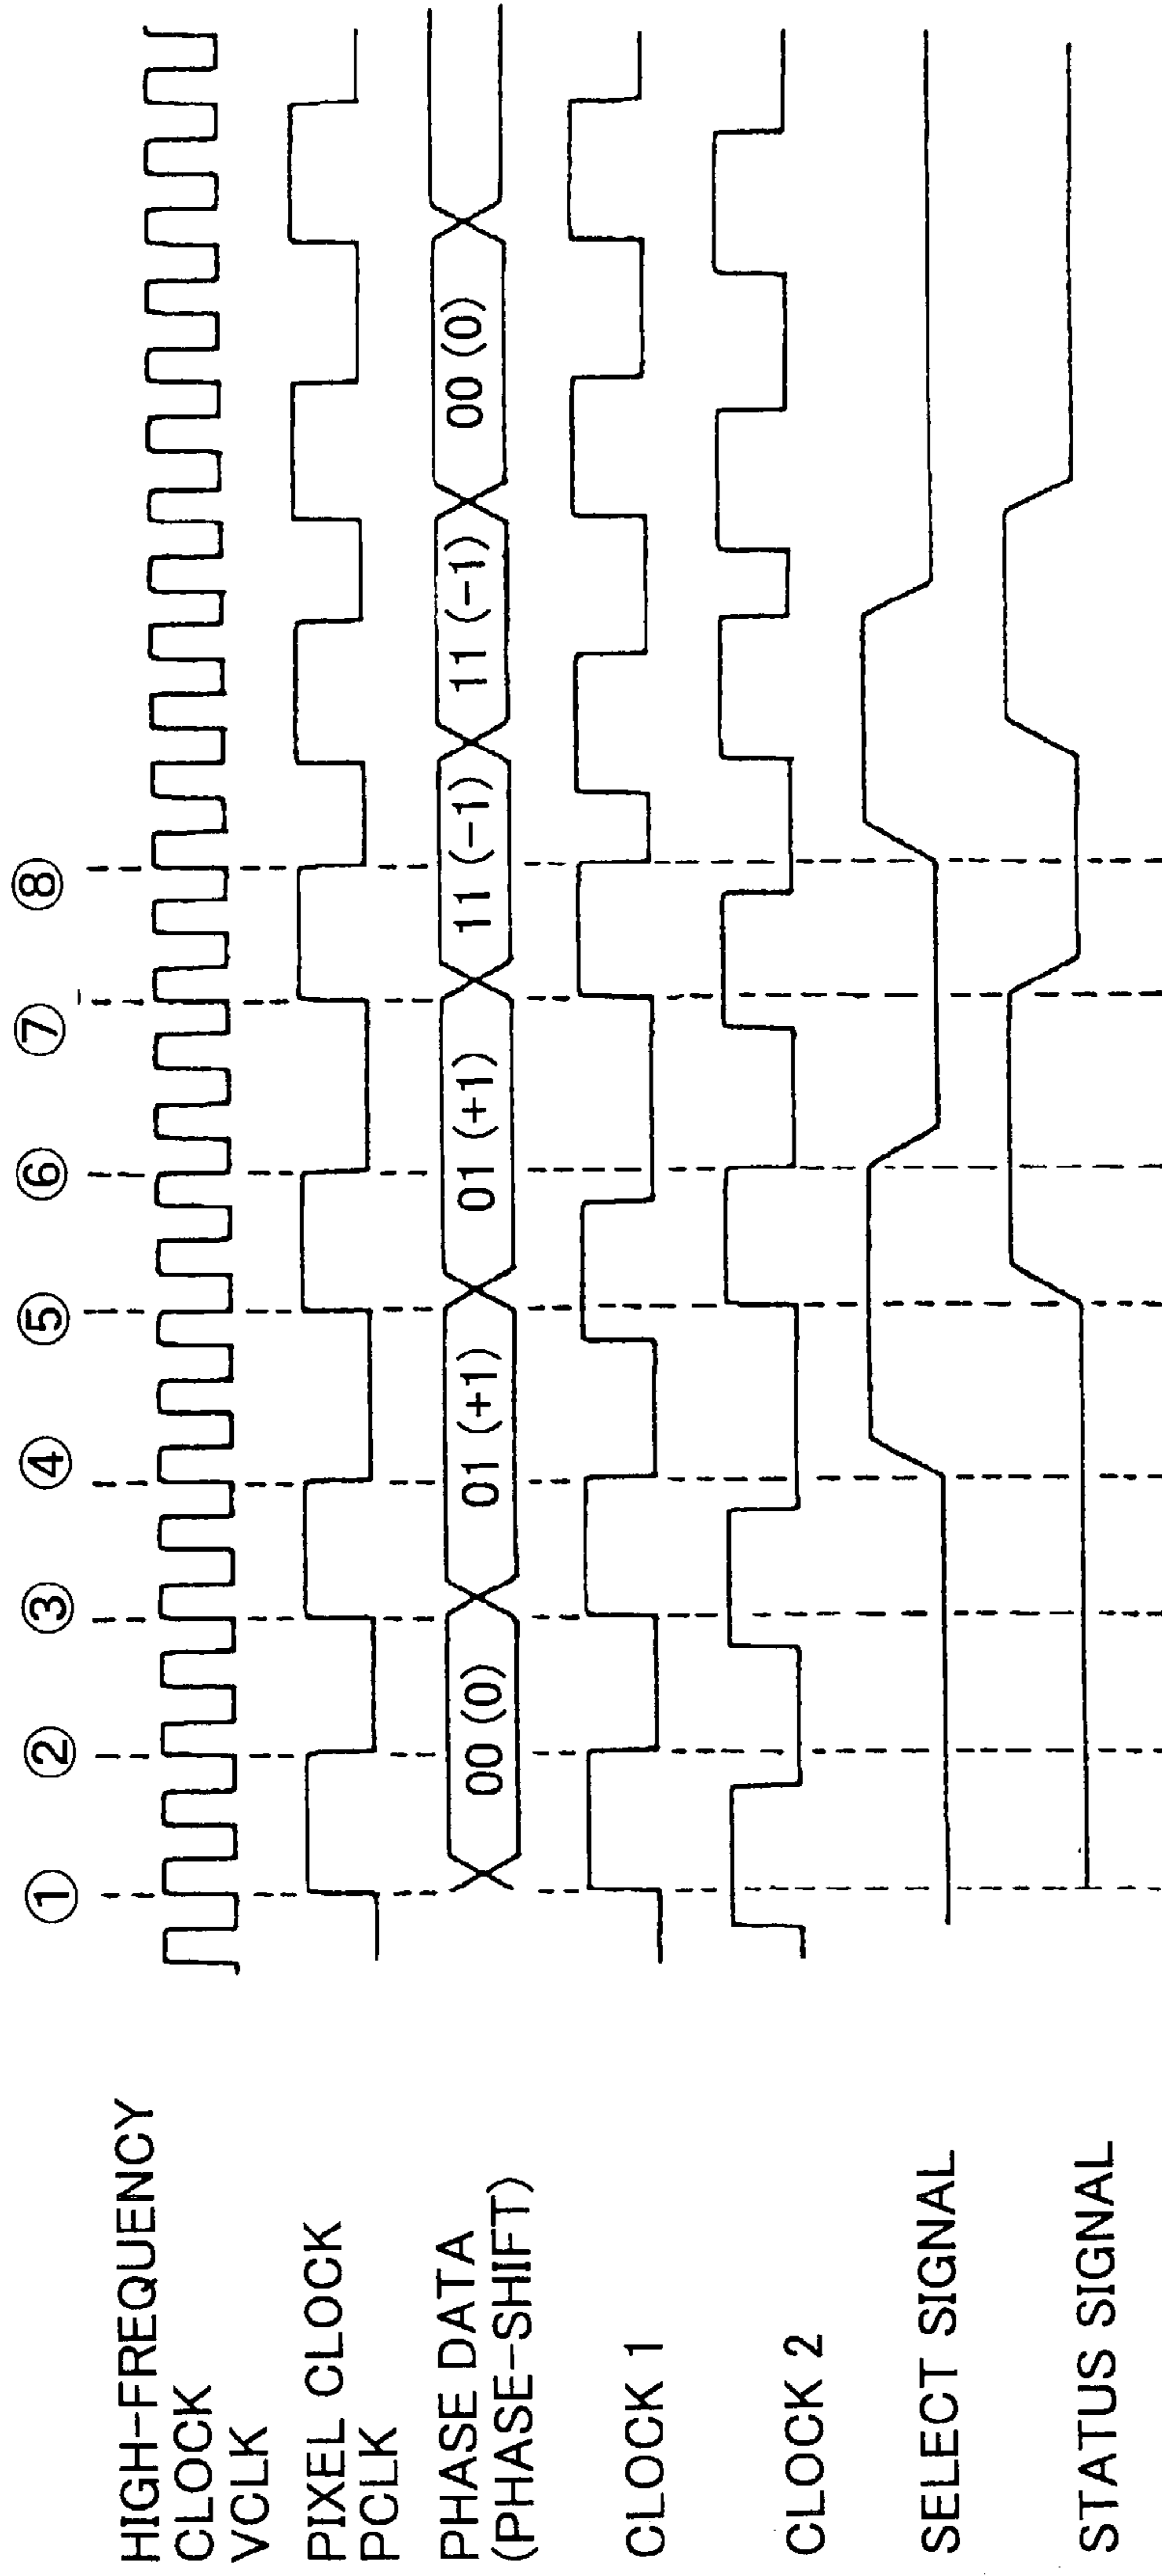 ① ② ③ ④ ⑤ ⑥ ⑦ ⑧
HIGH-FREQUENCY
CLOCK
VCLK
PIXEL CLOCK
PCLK
PHASE DATA
(PHASE-SHIFT)
00 (0) 01 (+1) 01 (+1) 11 (-1) 11 (-1) 00 (0)
CLOCK 1
CLOCK 2
SELECT SIGNAL
STATUS SIGNAL